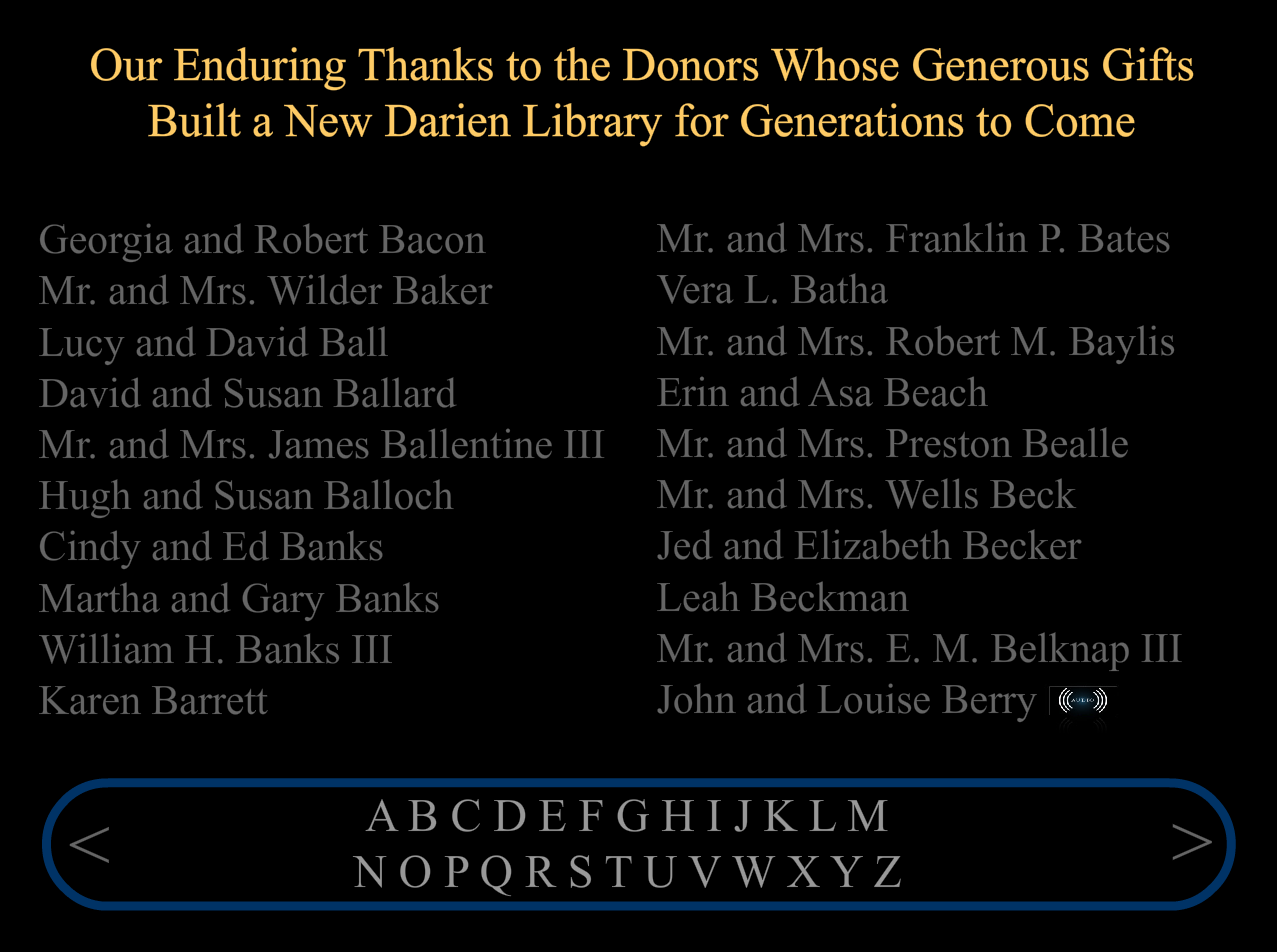 Our Enduring Thanks to the Donors Whose Generous Gifts
Built a New Darien Library for Generations to Come
Georgia and Robert Bacon
Mr. and Mrs. Wilder Baker
Lucy and David Ball
David and Susan Ballard
Mr. and Mrs. James Ballentine III
Hugh and Susan Balloch
Cindy and Ed Banks
Martha and Gary Banks
William H. Banks III
Karen Barrett
Mr. and Mrs. Franklin P. Bates
Vera L. Batha
Mr. and Mrs. Robert M. Baylis
Erin and Asa Beach
Mr. and Mrs. Preston Bealle
Mr. and Mrs. Wells Beck
Jed and Elizabeth Becker
Leah Beckman
Mr. and Mrs. E. M. Belknap III
John and Louise Berry AUDIO
< A B C D E F G H I J K L M >
N O P Q R S T U V W X Y Z